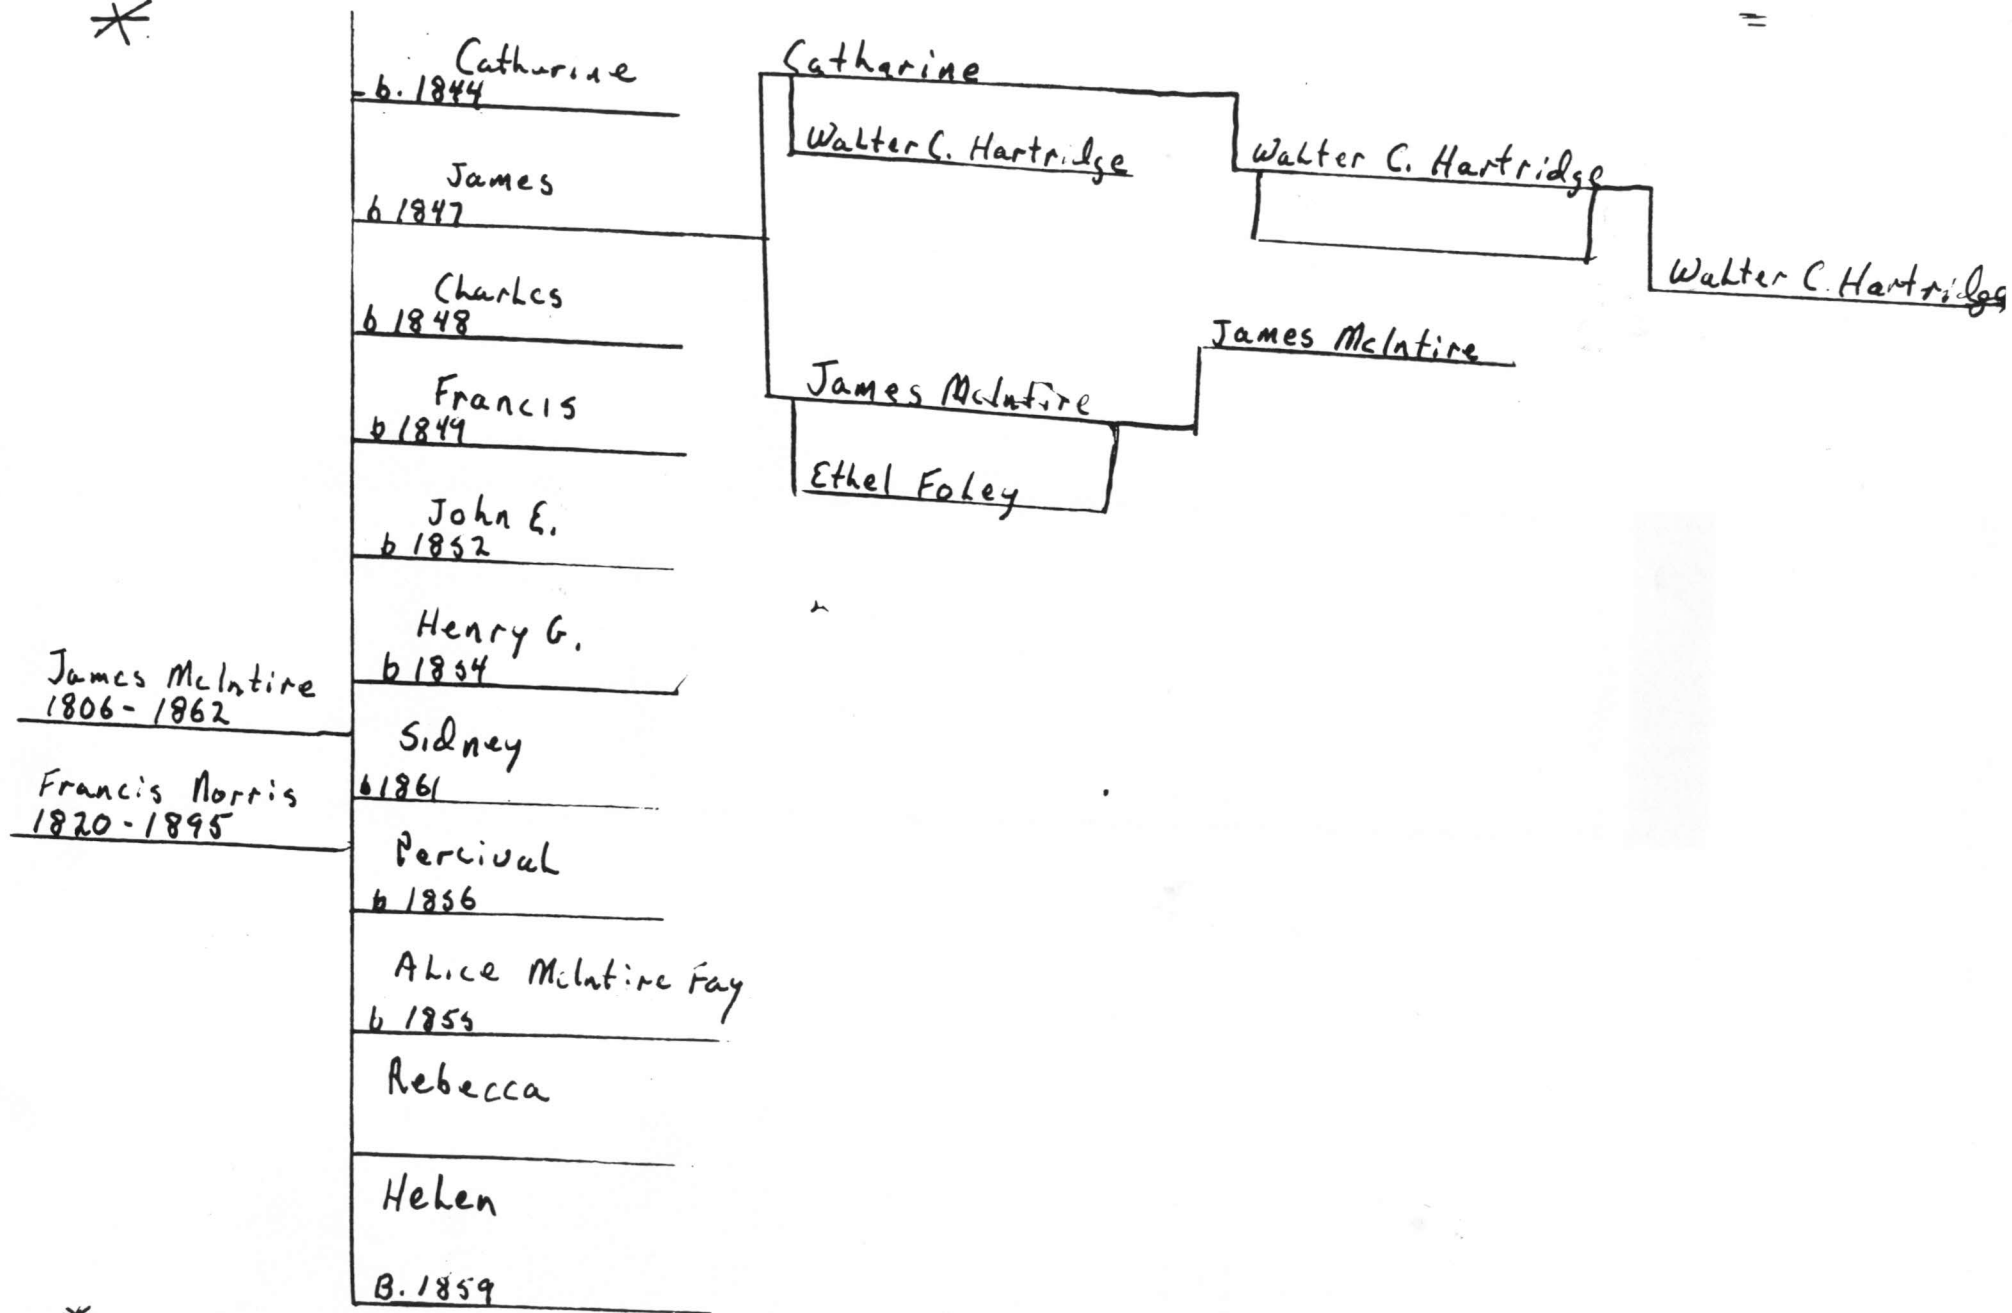 Catharine
b. 1844
James
b 1847
Charles
b 1848
Francis
b 1849
John E.
b 1852
Henry G.
b 1854
James McIntire
1806 - 1862
Francis Norris
1820 - 1895
Sidney
b 1861
Percival
b 1856
Alice McIntire Fay
b 1855
Rebecca
Helen
B. 1859
Catharine
Walter C. Hartridge
James McIntire
Ethel Foley
Walter C. Hartridge
James McIntire
Walter C. Hartridge